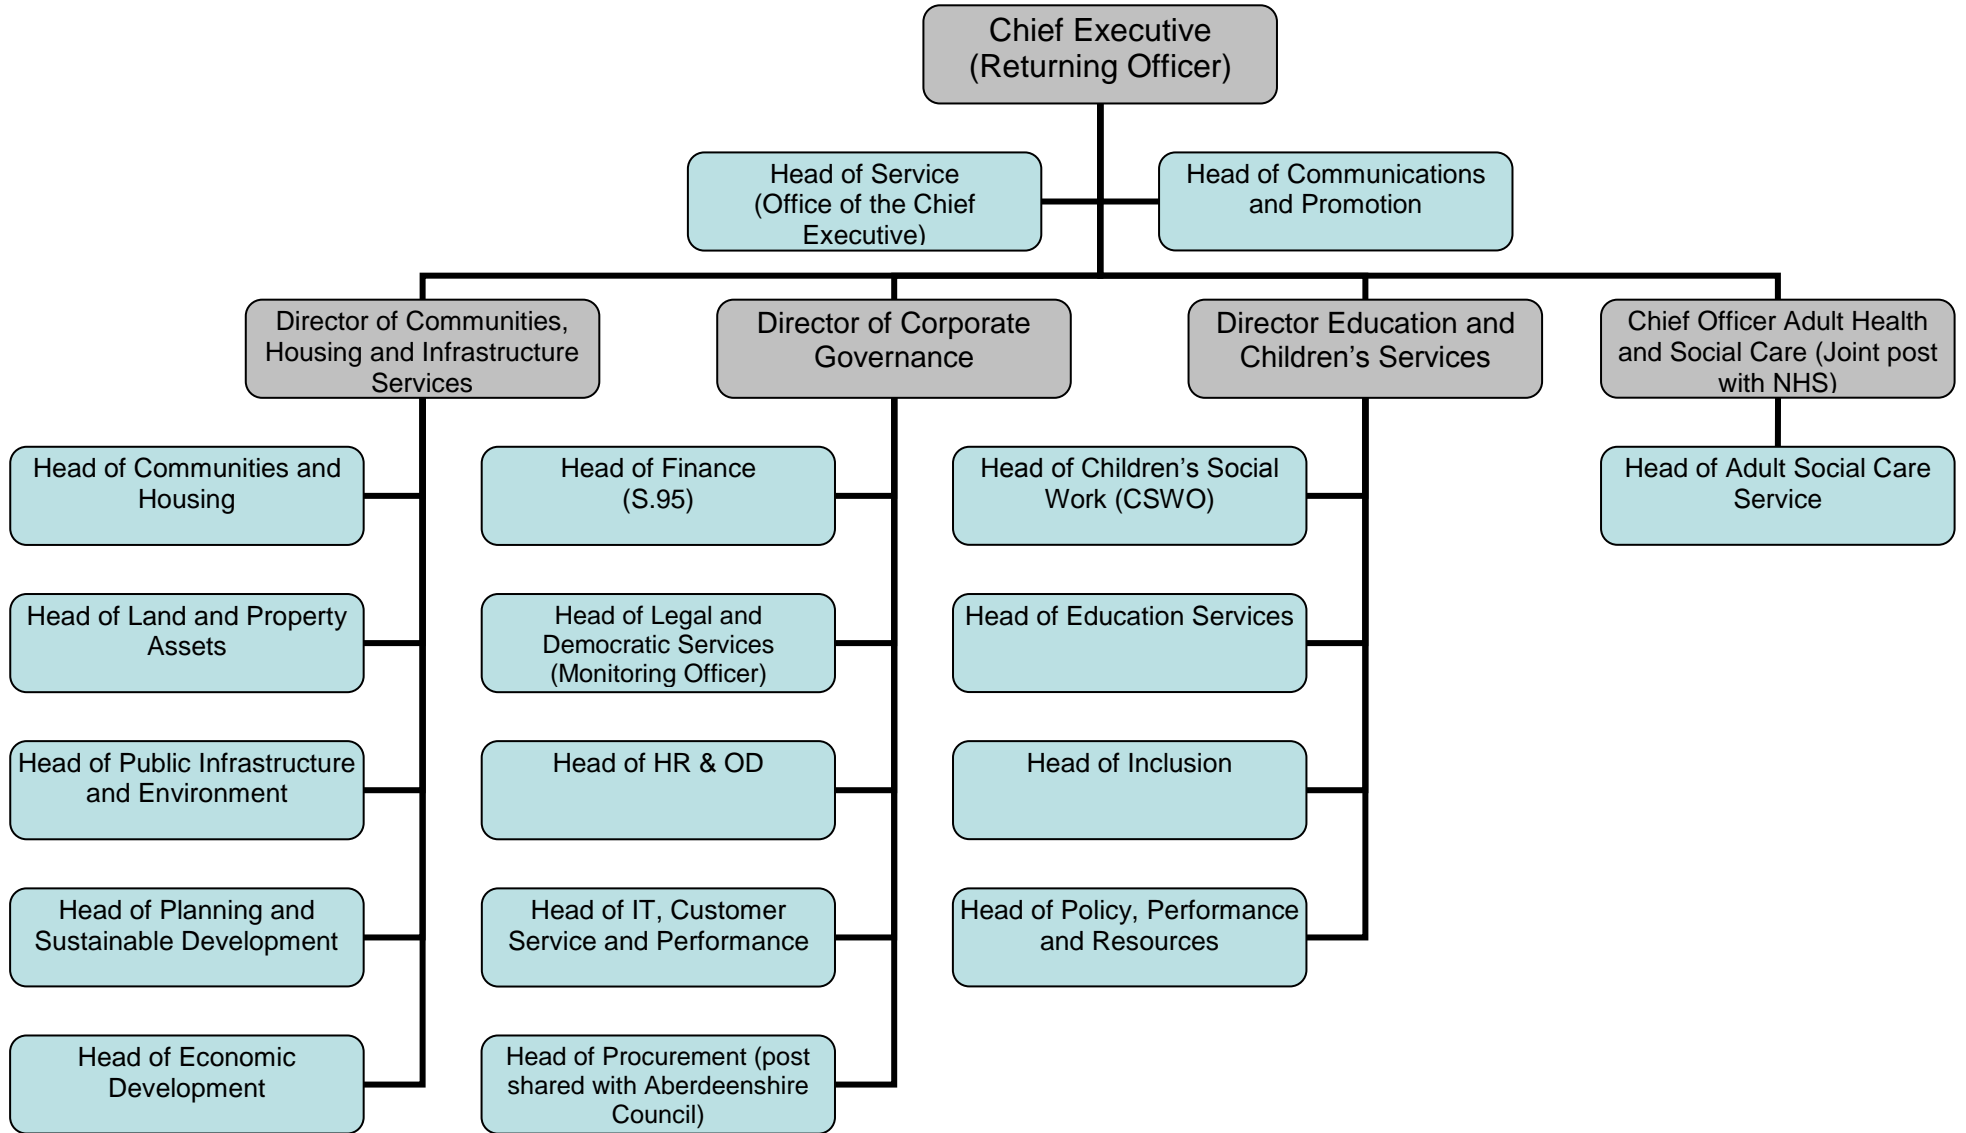 Chief Executive
(Returning Officer)
Head of Service
(Office of the Chief
Executive)
Head of Communications
and Promotion
Director of Communities,
Housing and Infrastructure
Services
Director of Corporate
Governance
Director Education and
Children’s Services
Chief Officer Adult Health
and Social Care (Joint post
with NHS)
Head of Communities and
Housing
Head of Finance
(S.95)
Head of Children’s Social
Work (CSWO)
Head of Adult Social Care
Service
Head of Land and Property
Assets
Head of Legal and
Democratic Services
(Monitoring Officer)
Head of Education Services
Head of Public Infrastructure
and Environment
Head of HR & OD
Head of Inclusion
Head of Planning and
Sustainable Development
Head of IT, Customer
Service and Performance
Head of Policy, Performance
and Resources
Head of Economic
Development
Head of Procurement (post
shared with Aberdeenshire
Council)